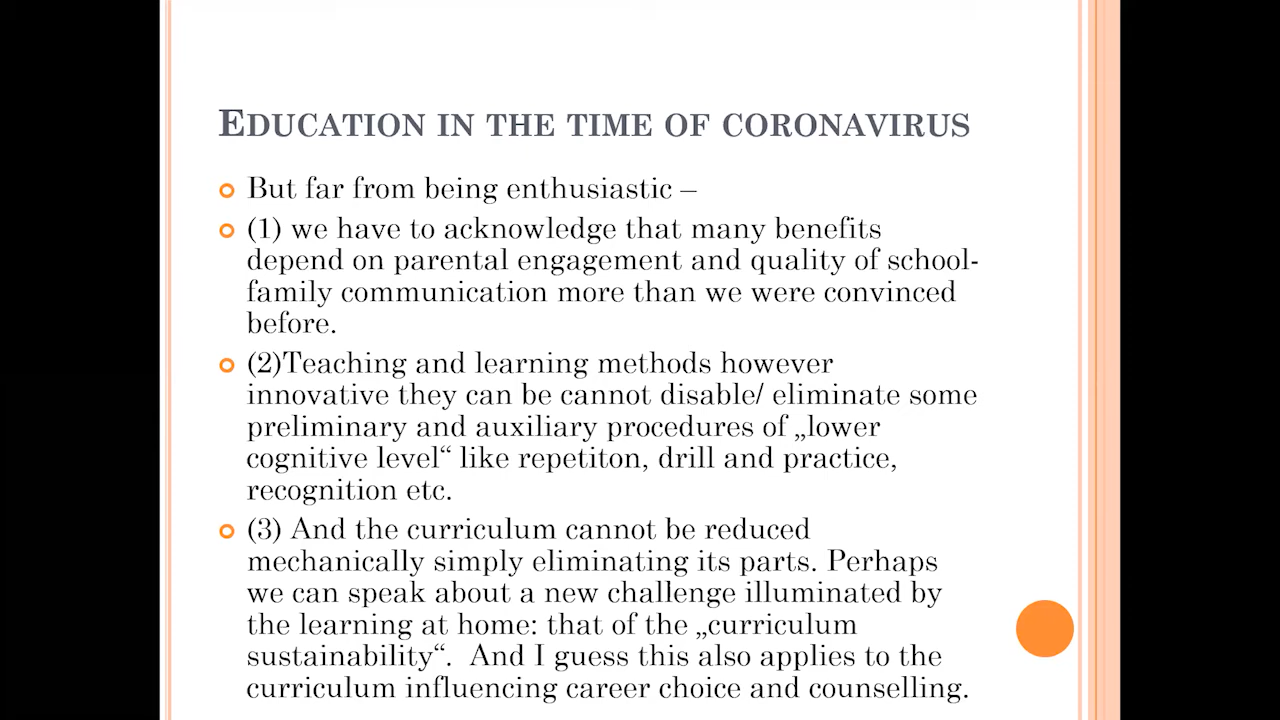 EDUCATION IN THE TIME OF CORONAVIRUS
But far from being enthusiastic –
(1) we have to acknowledge that many benefits
depend on parental engagement and quality of school-
family communication more than we were convinced
before.
(2)Teaching and learning methods however
innovative they can be cannot disable/ eliminate some
preliminary and auxiliary procedures of „lower
cognitive level“ like repetiton, drill and practice,
recognition etc.
(3) And the curriculum cannot be reduced
mechanically simply eliminating its parts. Perhaps
we can speak about a new challenge illuminated by
the learning at home: that of the „curriculum
sustainability“.  And I guess this also applies to the
curriculum influencing career choice and counselling.